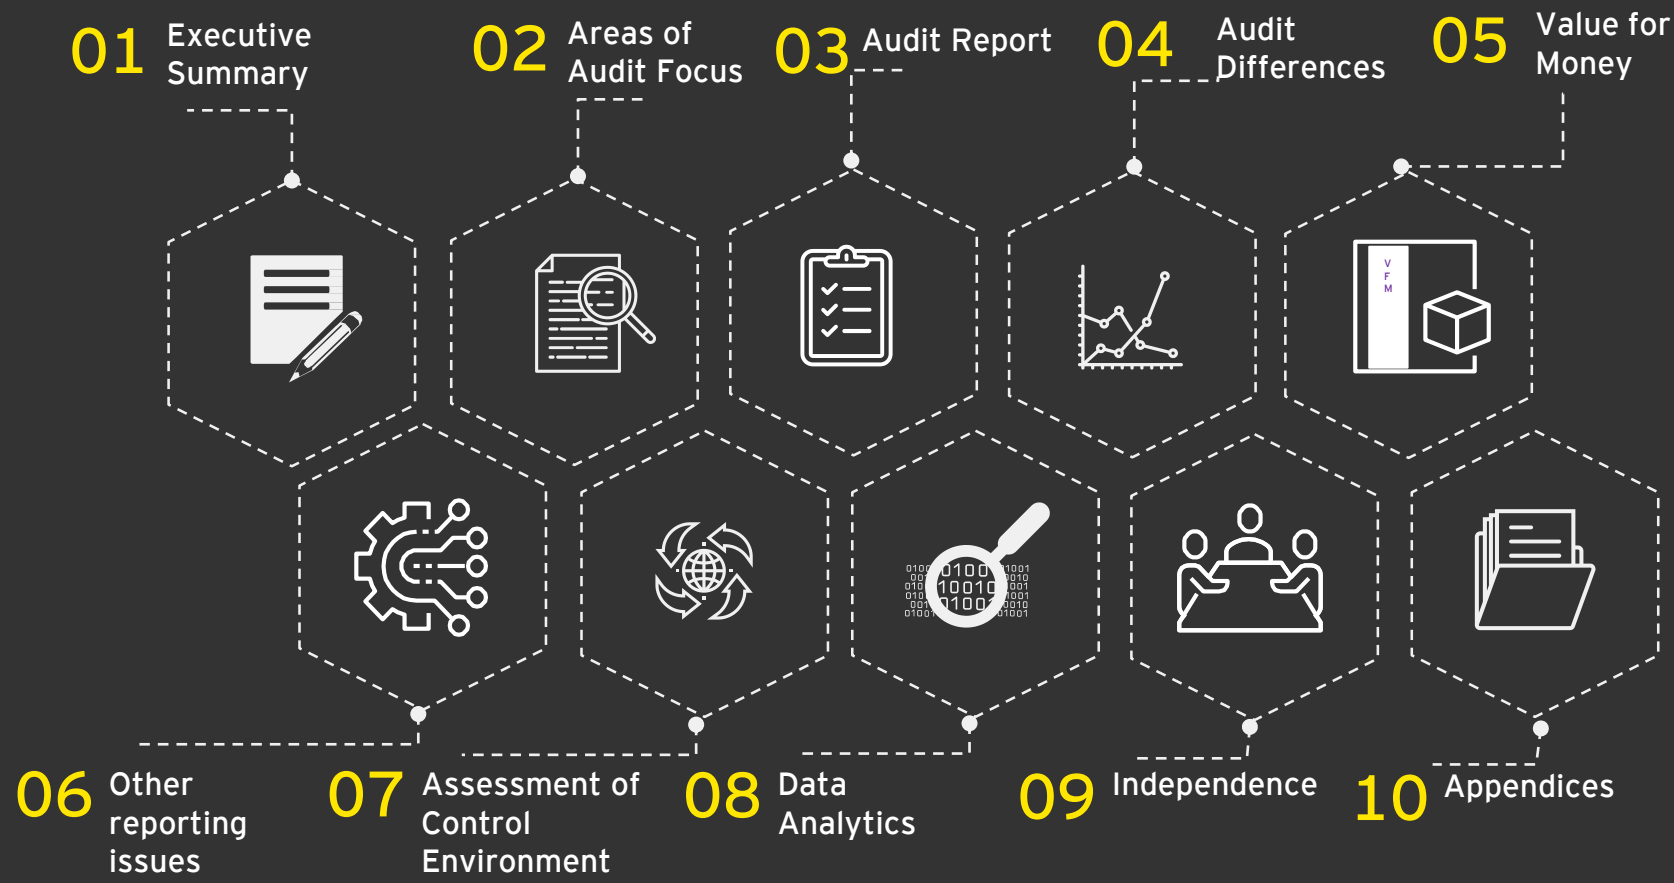 01 Executive
Summary
02 Areas of
Audit Focus
03 Audit Report
04 Audit
Differences
05 Value for
Money
V
F
M
06 Other
reporting
issues
07 Assessment of
Control
Environment
08 Data
Analytics
09 Independence
10 Appendices